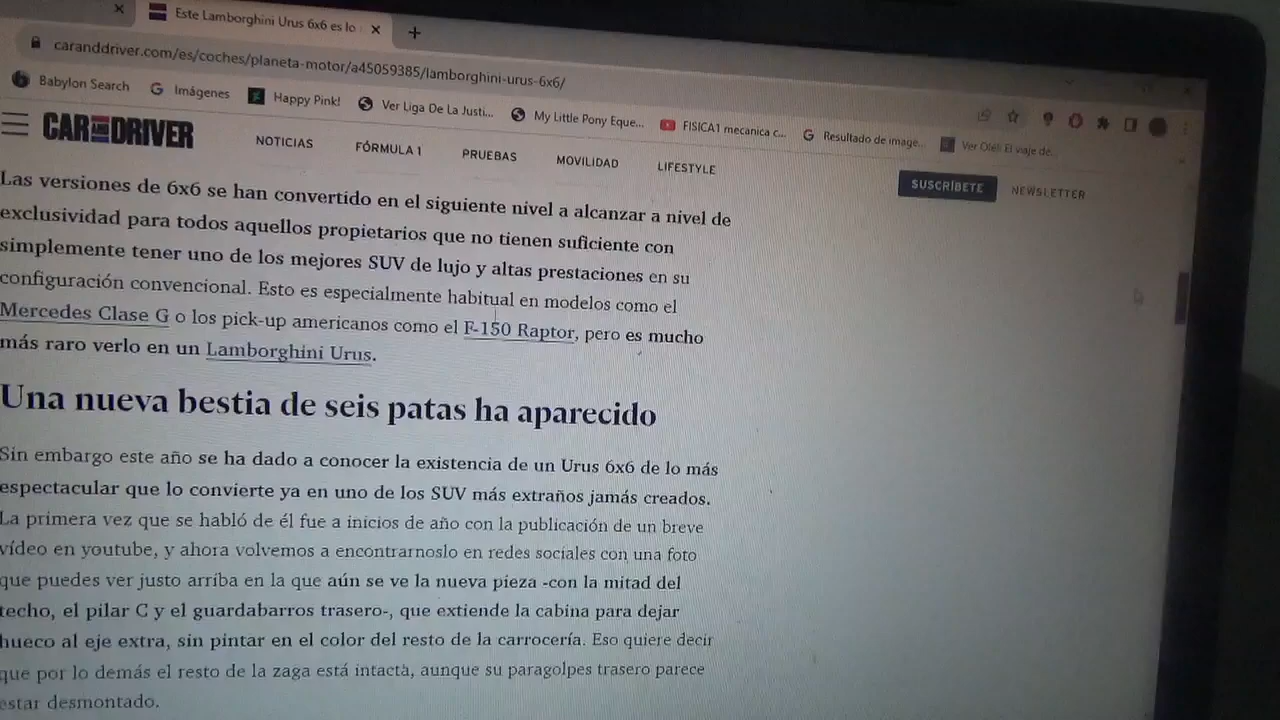 Este Lamborghini Urus 6x6 es lo
caranddriver.com/es/coches/planeta-motor/a45059385/lamborghini-urus-6x6/
Babylon Search
Imágenes
Happy Pink!
Ver Liga De La Justi...
My Little Pony Eque...
FISICA1 mecanica c...
Resultado de image...
Ver Olé! El viaje de...
CAR AND DRIVER
NOTICIAS
FÓRMULA 1
PRUEBAS
MOVILIDAD
LIFESTYLE
SUSCRÍBETE
NEWSLETTER
Las versiones de 6x6 se han convertido en el siguiente nivel a alcanzar a nivel de
exclusividad para todos aquellos propietarios que no tienen suficiente con
simplemente tener uno de los mejores SUV de lujo y altas prestaciones en su
configuración convencional. Esto es especialmente habitual en modelos como el
Mercedes Clase G o los pick-up americanos como el F-150 Raptor, pero es mucho
más raro verlo en un Lamborghini Urus.
Una nueva bestia de seis patas ha aparecido
Sin embargo este año se ha dado a conocer la existencia de un Urus 6x6 de lo más
espectacular que lo convierte ya en uno de los SUV más extraños jamás creados.
La primera vez que se habló de él fue a inicios de año con la publicación de un breve
vídeo en youtube, y ahora volvemos a encontrarnoslo en redes sociales con una foto
que puedes ver justo arriba en la que aún se ve la nueva pieza -con la mitad del
techo, el pilar C y el guardabarros trasero-, que extiende la cabina para dejar
hueco al eje extra, sin pintar en el color del resto de la carrocería. Eso quiere decir
que por lo demás el resto de la zaga está intacta, aunque su paragolpes trasero parece
estar desmontado.